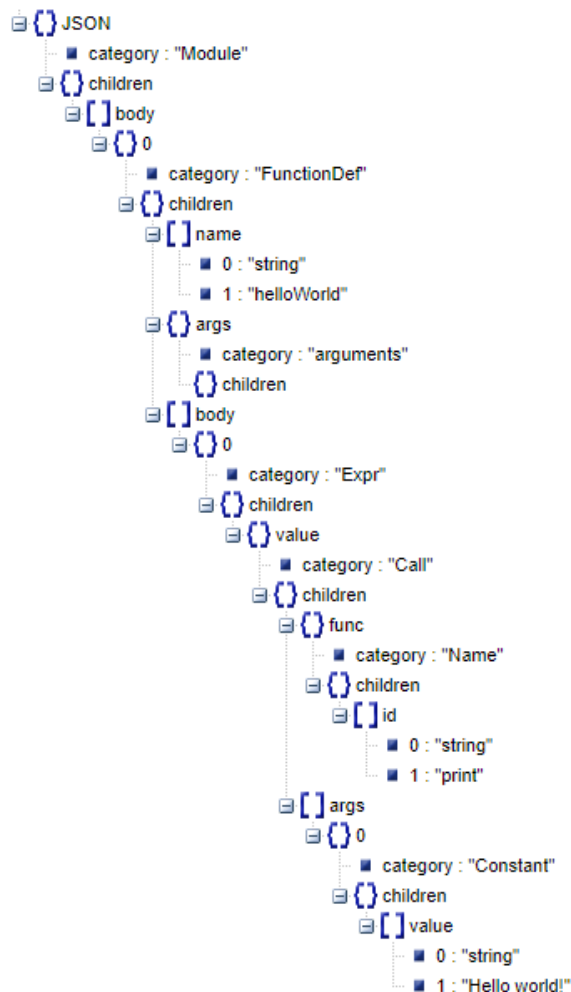 JSON
category : "Module"
children
body
0
category : "FunctionDef"
children
name
0 : "string"
1 : "helloWorld"
args
category : "arguments"
children
body
0
category : "Expr"
children
value
category : "Call"
children
func
category : "Name"
children
id
0 : "string"
1 : "print"
args
0
category : "Constant"
children
value
0 : "string"
1 : "Hello world!"